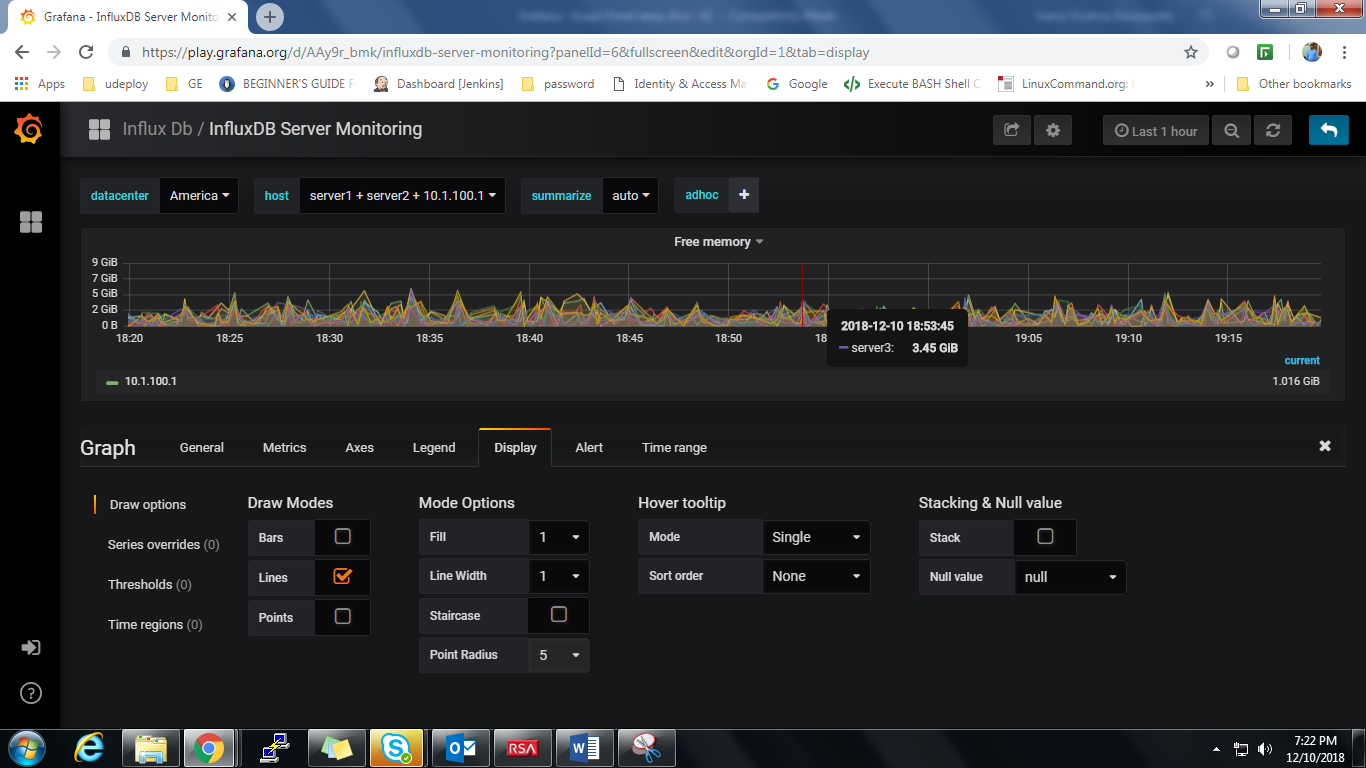 Grafana - InfluxDB Server Monito
https://play.grafana.org/d/AAy9r_bmk/influxdb-server-monitoring?panelId=6&fullscreen&edit&orgId=1&tab=display
Apps udeploy GE BEGINNER'S GUIDE Dashboard [Jenkins] password Identity & Access Ma Google Execute BASH Shell C LinuxCommand.org: » Other bookmarks
Influx Db / InfluxDB Server Monitoring
Last 1 hour
datacenter America host server1 + server2 + 10.1.100.1 summarize auto adhoc +
Free memory
9 GiB
7 GiB
5 GiB
2 GiB
0 B
18:20 18:25 18:30 18:35 18:40 18:45 18:50 19:05 19:10 19:15
2018-12-10 18:53:45
server3: 3.45 GiB
current
10.1.100.1 1.016 GiB
Graph General Metrics Axes Legend Display Alert Time range
Draw options
Series overrides (0)
Thresholds (0)
Time regions (0)
Draw Modes
Bars
Lines
Points
Mode Options
Fill 1
Line Width 1
Staircase
Point Radius 5
Hover tooltip
Mode Single
Sort order None
Stacking & Null value
Stack
Null value null
RSA
7:22 PM
12/10/2018